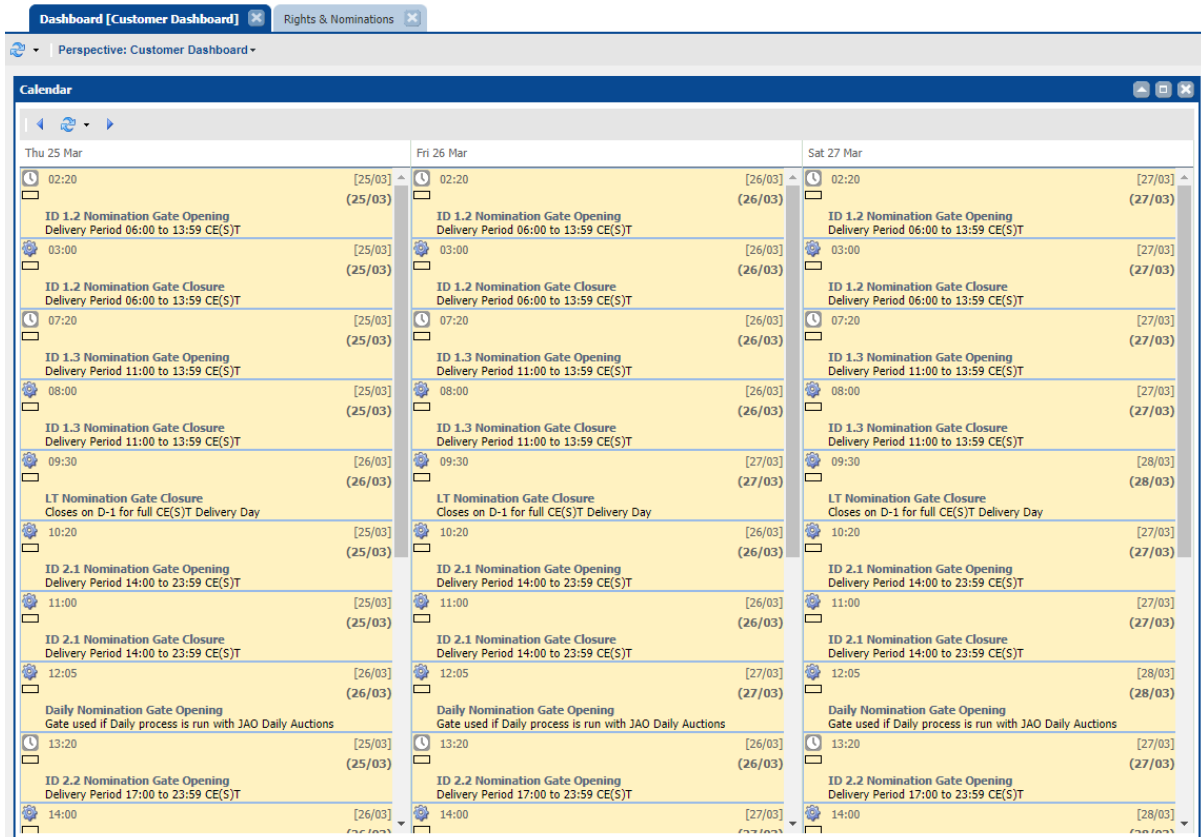 Dashboard [Customer Dashboard] Rights & Nominations
Perspective: Customer Dashboard
Calendar
Thu 25 Mar
02:20 [25/03]
(25/03)
ID 1.2 Nomination Gate Opening
Delivery Period 06:00 to 13:59 CE(S)T
03:00 [25/03]
(25/03)
ID 1.2 Nomination Gate Closure
Delivery Period 06:00 to 13:59 CE(S)T
07:20 [25/03]
(25/03)
ID 1.3 Nomination Gate Opening
Delivery Period 11:00 to 13:59 CE(S)T
08:00 [25/03]
(25/03)
ID 1.3 Nomination Gate Closure
Delivery Period 11:00 to 13:59 CE(S)T
09:30 [26/03]
(26/03)
LT Nomination Gate Closure
Closes on D-1 for full CE(S)T Delivery Day
10:20 [25/03]
(25/03)
ID 2.1 Nomination Gate Opening
Delivery Period 14:00 to 23:59 CE(S)T
11:00 [25/03]
(25/03)
ID 2.1 Nomination Gate Closure
Delivery Period 14:00 to 23:59 CE(S)T
12:05 [26/03]
(26/03)
Daily Nomination Gate Opening
Gate used if Daily process is run with JAO Daily Auctions
13:20 [25/03]
(25/03)
ID 2.2 Nomination Gate Opening
Delivery Period 17:00 to 23:59 CE(S)T
14:00 [26/03]
Fri 26 Mar
02:20 [26/03]
(26/03)
ID 1.2 Nomination Gate Opening
Delivery Period 06:00 to 13:59 CE(S)T
03:00 [26/03]
(26/03)
ID 1.2 Nomination Gate Closure
Delivery Period 06:00 to 13:59 CE(S)T
07:20 [26/03]
(26/03)
ID 1.3 Nomination Gate Opening
Delivery Period 11:00 to 13:59 CE(S)T
08:00 [26/03]
(26/03)
ID 1.3 Nomination Gate Closure
Delivery Period 11:00 to 13:59 CE(S)T
09:30 [27/03]
(27/03)
LT Nomination Gate Closure
Closes on D-1 for full CE(S)T Delivery Day
10:20 [26/03]
(26/03)
ID 2.1 Nomination Gate Opening
Delivery Period 14:00 to 23:59 CE(S)T
11:00 [26/03]
(26/03)
ID 2.1 Nomination Gate Closure
Delivery Period 14:00 to 23:59 CE(S)T
12:05 [27/03]
(27/03)
Daily Nomination Gate Opening
Gate used if Daily process is run with JAO Daily Auctions
13:20 [26/03]
(26/03)
ID 2.2 Nomination Gate Opening
Delivery Period 17:00 to 23:59 CE(S)T
14:00 [27/03]
Sat 27 Mar
02:20 [27/03]
(27/03)
ID 1.2 Nomination Gate Opening
Delivery Period 06:00 to 13:59 CE(S)T
03:00 [27/03]
(27/03)
ID 1.2 Nomination Gate Closure
Delivery Period 06:00 to 13:59 CE(S)T
07:20 [27/03]
(27/03)
ID 1.3 Nomination Gate Opening
Delivery Period 11:00 to 13:59 CE(S)T
08:00 [27/03]
(27/03)
ID 1.3 Nomination Gate Closure
Delivery Period 11:00 to 13:59 CE(S)T
09:30 [28/03]
(28/03)
LT Nomination Gate Closure
Closes on D-1 for full CE(S)T Delivery Day
10:20 [27/03]
(27/03)
ID 2.1 Nomination Gate Opening
Delivery Period 14:00 to 23:59 CE(S)T
11:00 [27/03]
(27/03)
ID 2.1 Nomination Gate Closure
Delivery Period 14:00 to 23:59 CE(S)T
12:05 [28/03]
(28/03)
Daily Nomination Gate Opening
Gate used if Daily process is run with JAO Daily Auctions
13:20 [27/03]
(27/03)
ID 2.2 Nomination Gate Opening
Delivery Period 17:00 to 23:59 CE(S)T
14:00 [28/03]